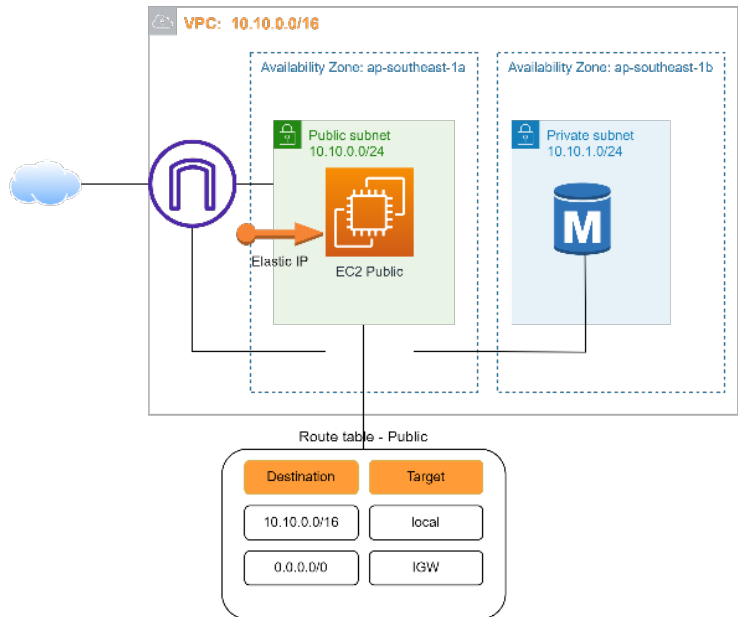 VPC: 10.10.0.0/16
Availability Zone: ap-southeast-1a
Availability Zone: ap-southeast-1b
Public subnet
10.10.0.0/24
Private subnet
10.10.1.0/24
M
Elastic IP
EC2 Public
Route table - Public
Destination
Target
10.10.0.0/16
local
0.0.0.0/0
IGW